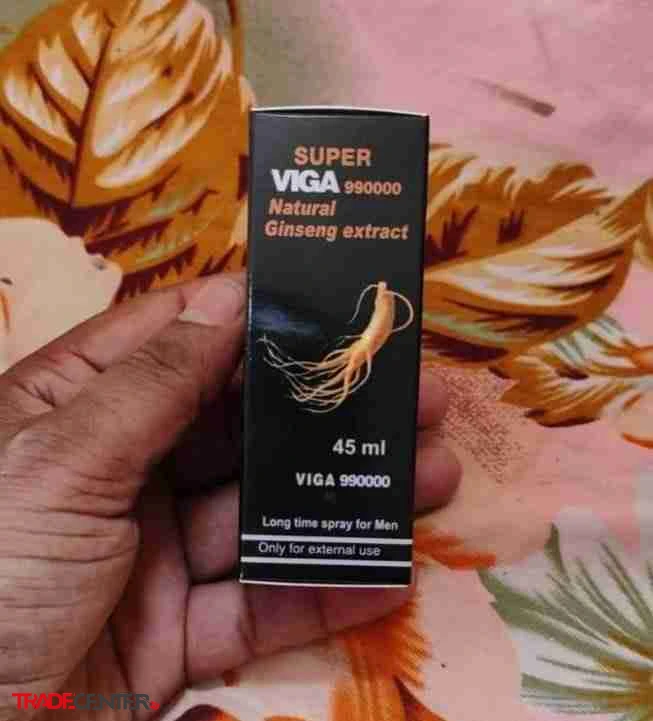 SUPER
VIGA 990000
Natural
Ginseng extract
45 ml
VIGA 990000
Long time spray for Men
Only for external use
TRADECENTER.